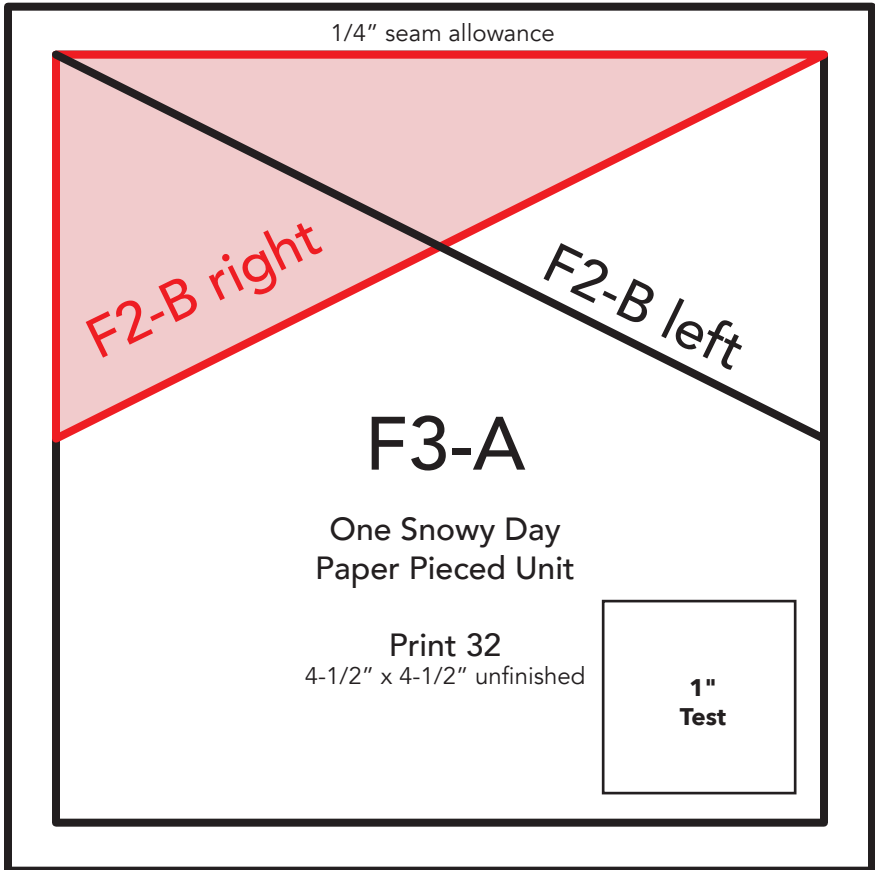 1/4” seam allowance
F2-B right
F2-B left
F3-A
One Snowy Day
Paper Pieced Unit
Print 32
4-1/2” x 4-1/2” unfinished
1"
Test